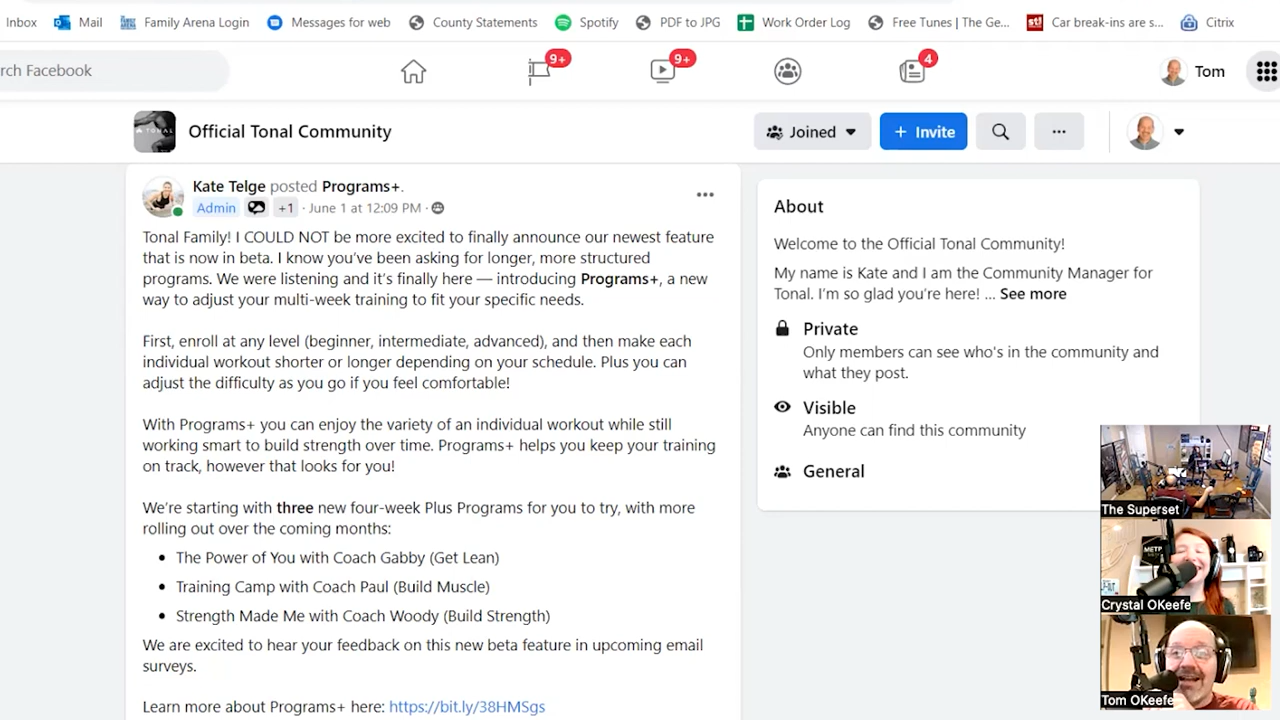 Inbox Mail Family Arena Login Messages for web County Statements Spotify PDF to JPG Work Order Log Free Tunes | The Ge... Car break-ins are s... Citrix
rch Facebook 9+ 9+ 4 Tom
Official Tonal Community Joined + Invite ...
Kate Telge posted Programs+.
Admin +1 · June 1 at 12:09 PM ·
Tonal Family! I COULD NOT be more excited to finally announce our newest feature
that is now in beta. I know you've been asking for longer, more structured
programs. We were listening and it's finally here — introducing Programs+, a new
way to adjust your multi-week training to fit your specific needs.
First, enroll at any level (beginner, intermediate, advanced), and then make each
individual workout shorter or longer depending on your schedule. Plus you can
adjust the difficulty as you go if you feel comfortable!
With Programs+ you can enjoy the variety of an individual workout while still
working smart to build strength over time. Programs+ helps you keep your training
on track, however that looks for you!
We're starting with three new four-week Plus Programs for you to try, with more
rolling out over the coming months:
• The Power of You with Coach Gabby (Get Lean)
• Training Camp with Coach Paul (Build Muscle)
• Strength Made Me with Coach Woody (Build Strength)
We are excited to hear your feedback on this new beta feature in upcoming email
surveys.
Learn more about Programs+ here: https://bit.ly/38HMSgs
About
Welcome to the Official Tonal Community!
My name is Kate and I am the Community Manager for
Tonal. I'm so glad you're here! ... See more
Private
Only members can see who's in the community and
what they post.
Visible
Anyone can find this community
General
The Superset
METP
Crystal OKeefe
Tom OKeefe